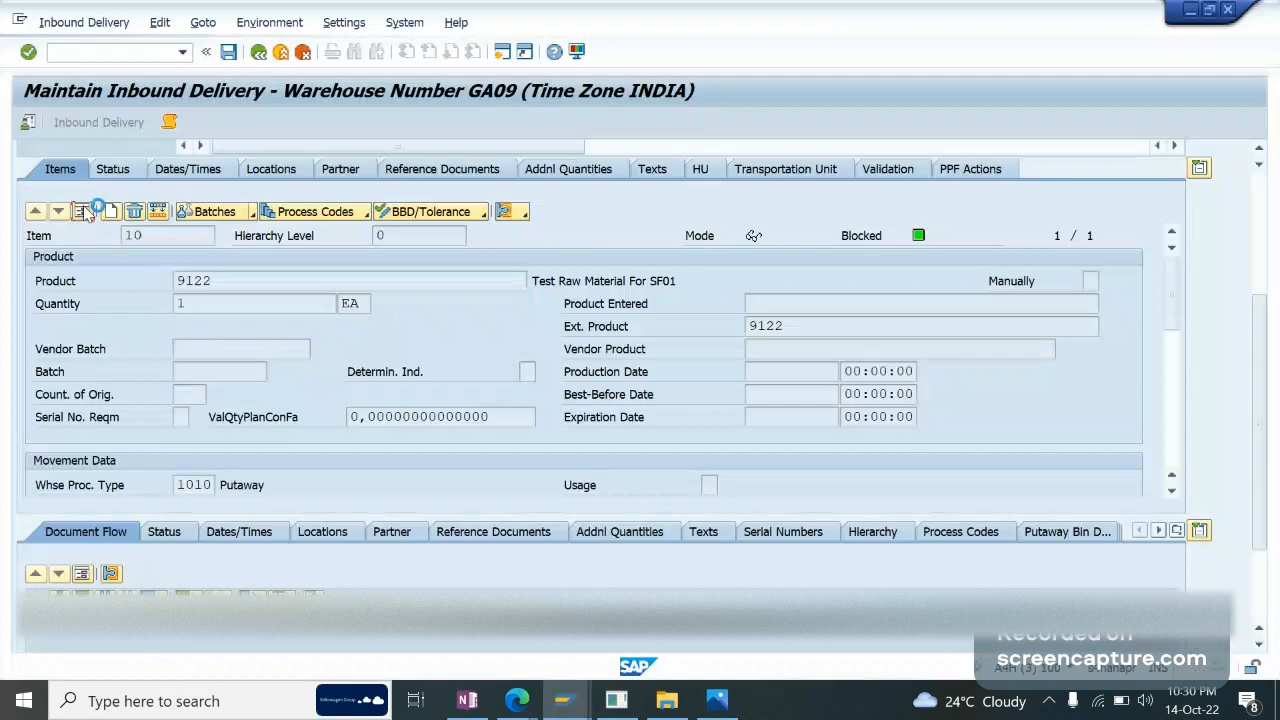 Inbound Delivery Edit Goto Environment Settings System Help
Maintain Inbound Delivery - Warehouse Number GA09 (Time Zone INDIA)
Inbound Delivery
Items Status Dates/Times Locations Partner Reference Documents Addnl Quantities Texts HU Transportation Unit Validation PPF Actions
Batches Process Codes BBD/Tolerance
Item 10 Hierarchy Level 0 Mode Blocked 1 / 1
Product
Product 9122 Test Raw Material For SF01 Manually
Quantity 1 EA Product Entered
Ext. Product 9122
Vendor Batch Vendor Product
Batch Determin. Ind. Production Date 00:00:00
Count. of Orig. Best-Before Date 00:00:00
Serial No. Reqm ValQtyPlanConFa 0,00000000000000 Expiration Date 00:00:00
Movement Data
Whse Proc. Type 1010 Putaway Usage
Document Flow Status Dates/Times Locations Partner Reference Documents Addnl Quantities Texts Serial Numbers Hierarchy Process Codes Putaway Bin D...
Recorded on
screencapture.com
SAP INS
Type here to search 24°C Cloudy 10:30 PM
14-Oct-22 8